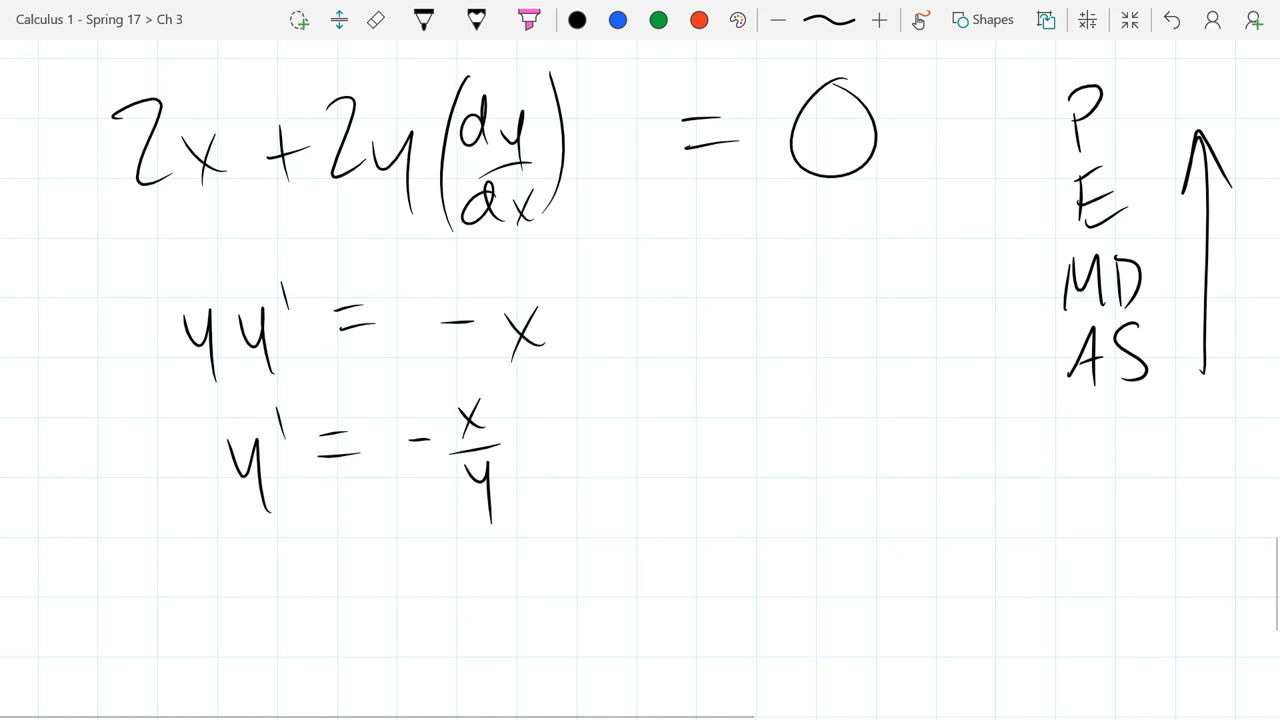 Calculus 1 - Spring 17 > Ch 3
Shapes
2x + 2y (dy/dx) = 0
yy' = - x
y' = - x/y
P
E
MD
AS